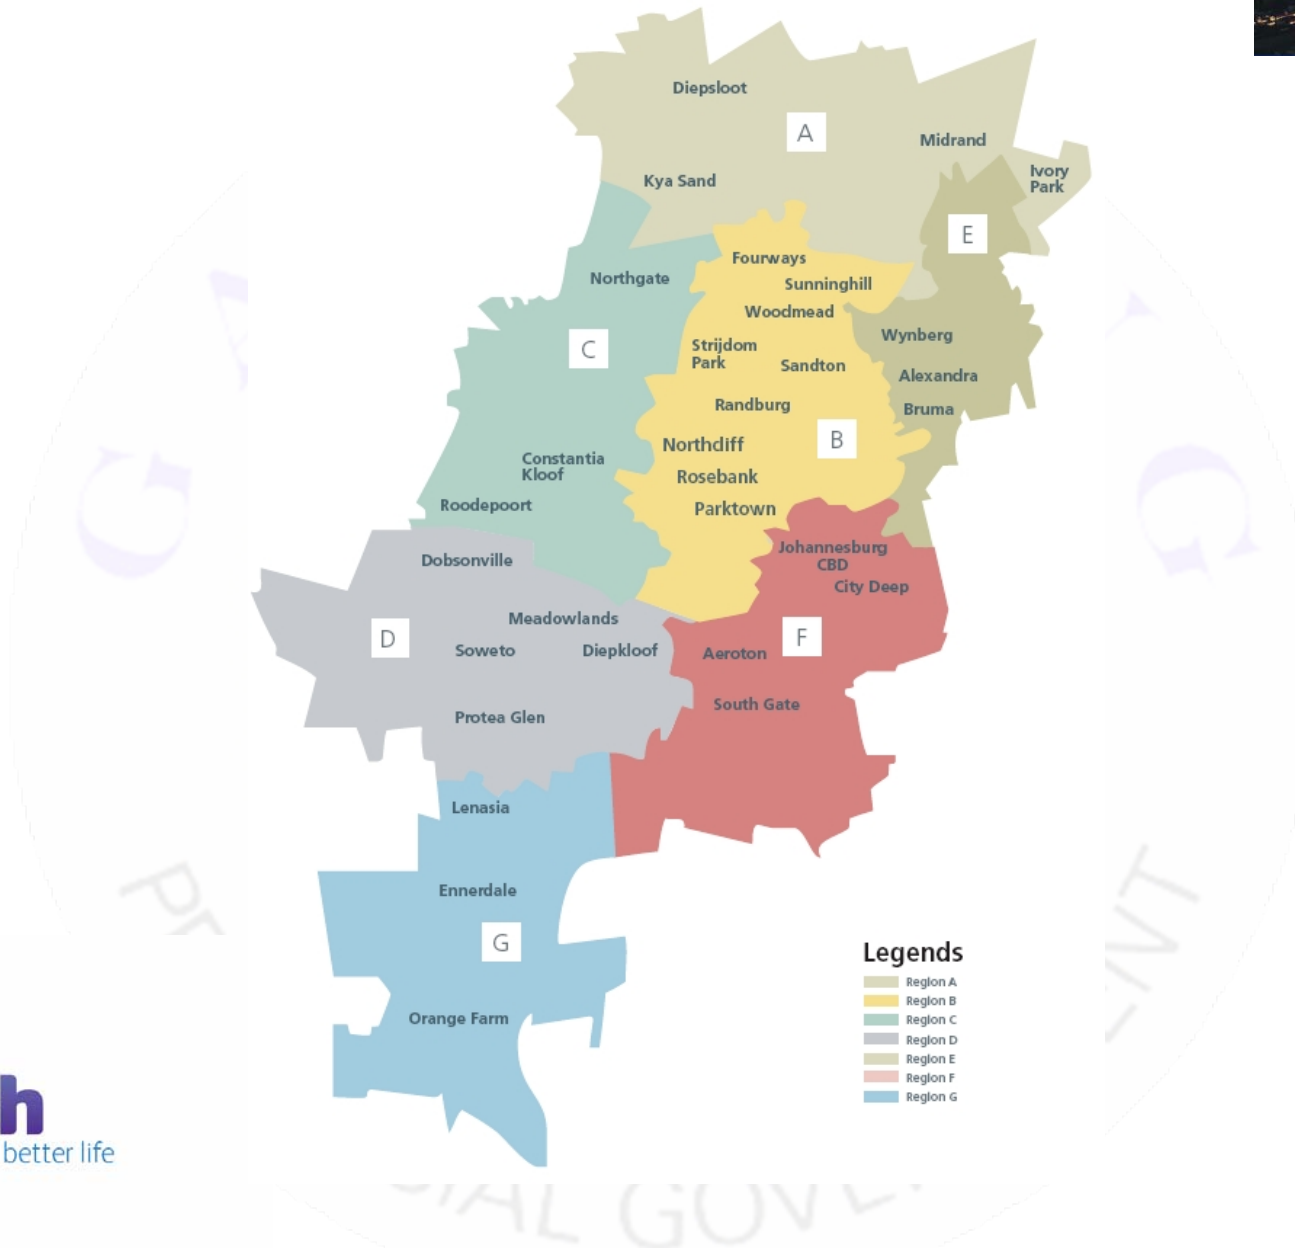 Diepsloot
A
Midrand
Ivory
Park
Kya Sand
E
Fourways
Sunninghill
Northgate
Woodmead
Wynberg
C
Strijdom
Park
Sandton
Alexandra
Randburg
Bruma
B
Northcliff
Constantia
Kloof
Rosebank
Roodepoort
Parktown
Johannesburg
CBD
Dobsonville
City Deep
Meadowlands
D
F
Soweto
Diepkloof
Aeroton
South Gate
Protea Glen
Lenasia
Ennerdale
G
Orange Farm
Legends
Region A
Region B
Region C
Region D
Region E
Region F
Region G
h
better life